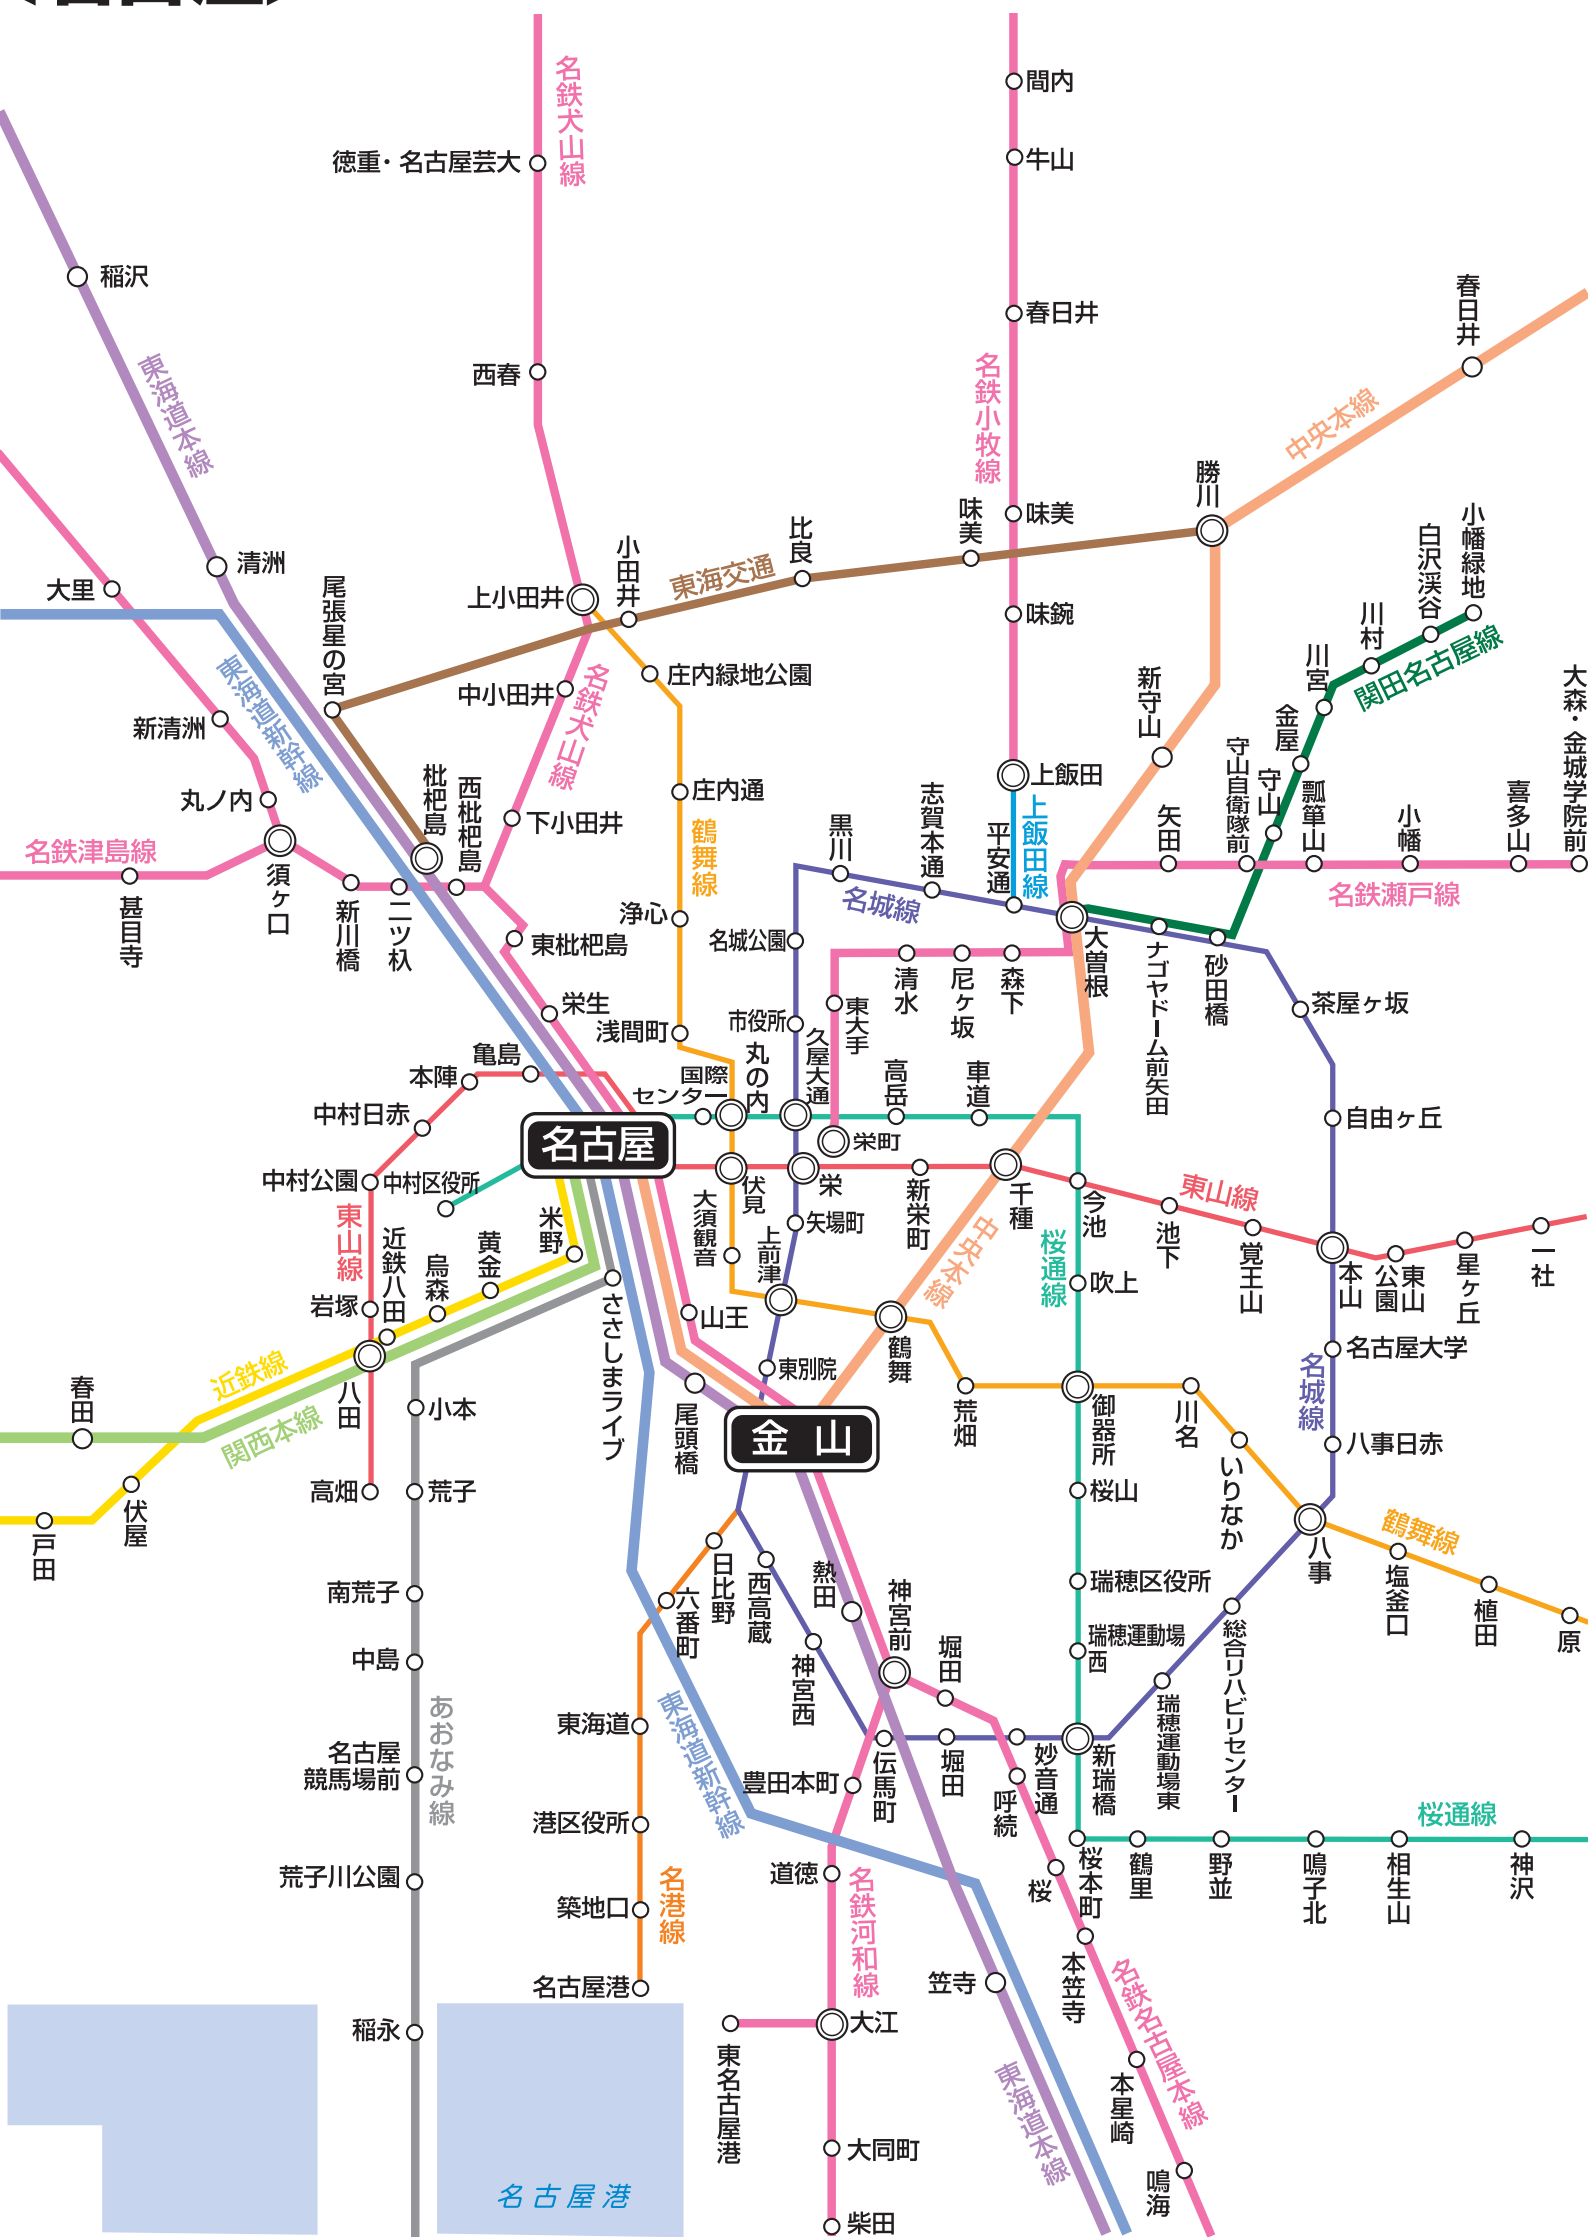 名鉄犬山線
間内
徳重・名古屋芸大
牛山
稲沢
春日井
春日井
東海道本線
西春
名鉄小牧線
中央本線
勝川
味美
味美
比良
小幡緑地
白沢渓谷
小田井
東海交通
清洲
大里
尾張星の宮
上小田井
味鋺
川村
関田名古屋線
川宮
庄内緑地公園
中小田井
名鉄犬山線
東海道新幹線
新清洲
新守山
金屋
大森・金城学院前
守山自衛隊前
守山
瓢箪山
小幡
喜多山
矢田
名鉄瀬戸線
上飯田
上飯田線
平安通
志賀本通
黒川
名城線
枇杷島
西枇杷島
丸ノ内
庄内通
下小田井
鶴舞線
名鉄津島線
甚目寺
須ヶ口
新川橋
二ツ杁
浄心
東枇杷島
名城公園
清水
尼ヶ坂
森下
大曽根
ナゴヤドーム前矢田
砂田橋
茶屋ヶ坂
栄生
浅間町
市役所
久屋大通
東大手
亀島
本陣
国際
センター
丸の内
高岳
車道
中村日赤
名古屋
栄町
自由ヶ丘
中村公園
中村区役所
伏見
栄
新栄町
千種
今池
東山線
東山線
近鉄八田
烏森
黄金
米野
大須観音
矢場町
上前津
中央本線
桜通線
池下
覚王山
本山
東山
公園
星ヶ丘
一社
吹上
岩塚
ささしまライブ
山王
東別院
鶴舞
名古屋大学
名城線
近鉄線
春田
八田
小本
関西本線
尾頭橋
金山
荒畑
御器所
川名
いりなか
八事日赤
高畑
荒子
伏屋
戸田
桜山
八事
鶴舞線
塩釜口
植田
原
日比野
西高蔵
熱田
六番町
神宮前
堀田
瑞穂区役所
南荒子
瑞穂運動場
西
総合リハビリセンター
中島
神宮西
瑞穂運動場東
あおなみ線
東海道
東海道新幹線
名古屋
競馬場前
豊田本町
伝馬町
堀田
妙音通
新瑞橋
呼続
港区役所
桜通線
道徳
名鉄河和線
荒子川公園
名港線
築地口
桜
桜本町
鶴里
野並
鳴子北
相生山
神沢
名古屋港
笠寺
本笠寺
名鉄名古屋本線
稲永
大江
東名古屋港
東海道本線
本星崎
大同町
鳴海
名古屋港
柴田